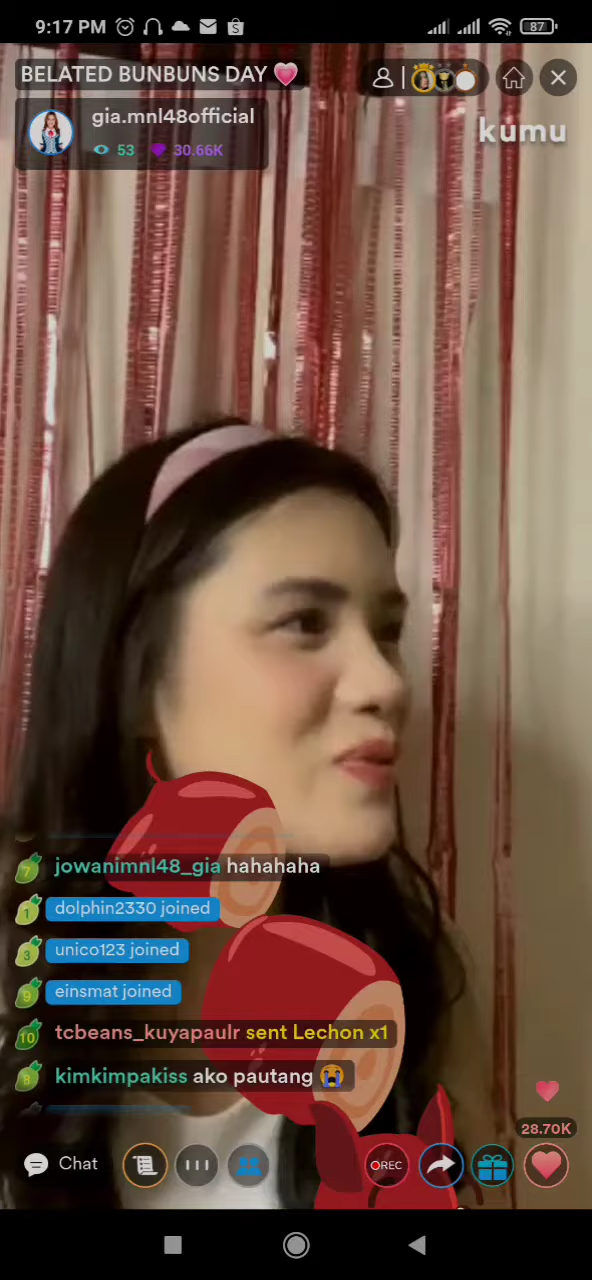 9:17 PM
87
BELATED BUNBUNS DAY
gia.mnl48official
53 30.66K
kumu
7 jowanimnl48_gia hahahaha
1 dolphin2330 joined
3 unico123 joined
9 einsmat joined
10 tcbeans_kuyapaulr sent Lechon x1
8 kimkimpakiss ako pautang 😭
28.70K
Chat
REC